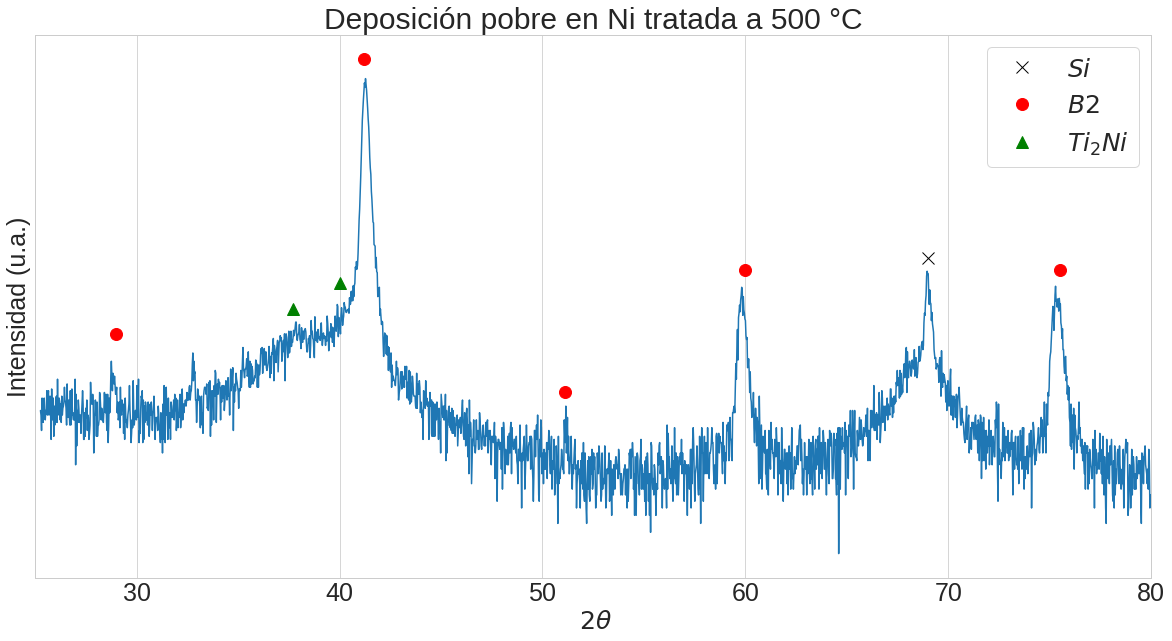 Deposición pobre en Ni tratada a 500 °C
Si
B2
Ti₂Ni
Intensidad (u.a.)
30 40 50 60 70 80
2θ